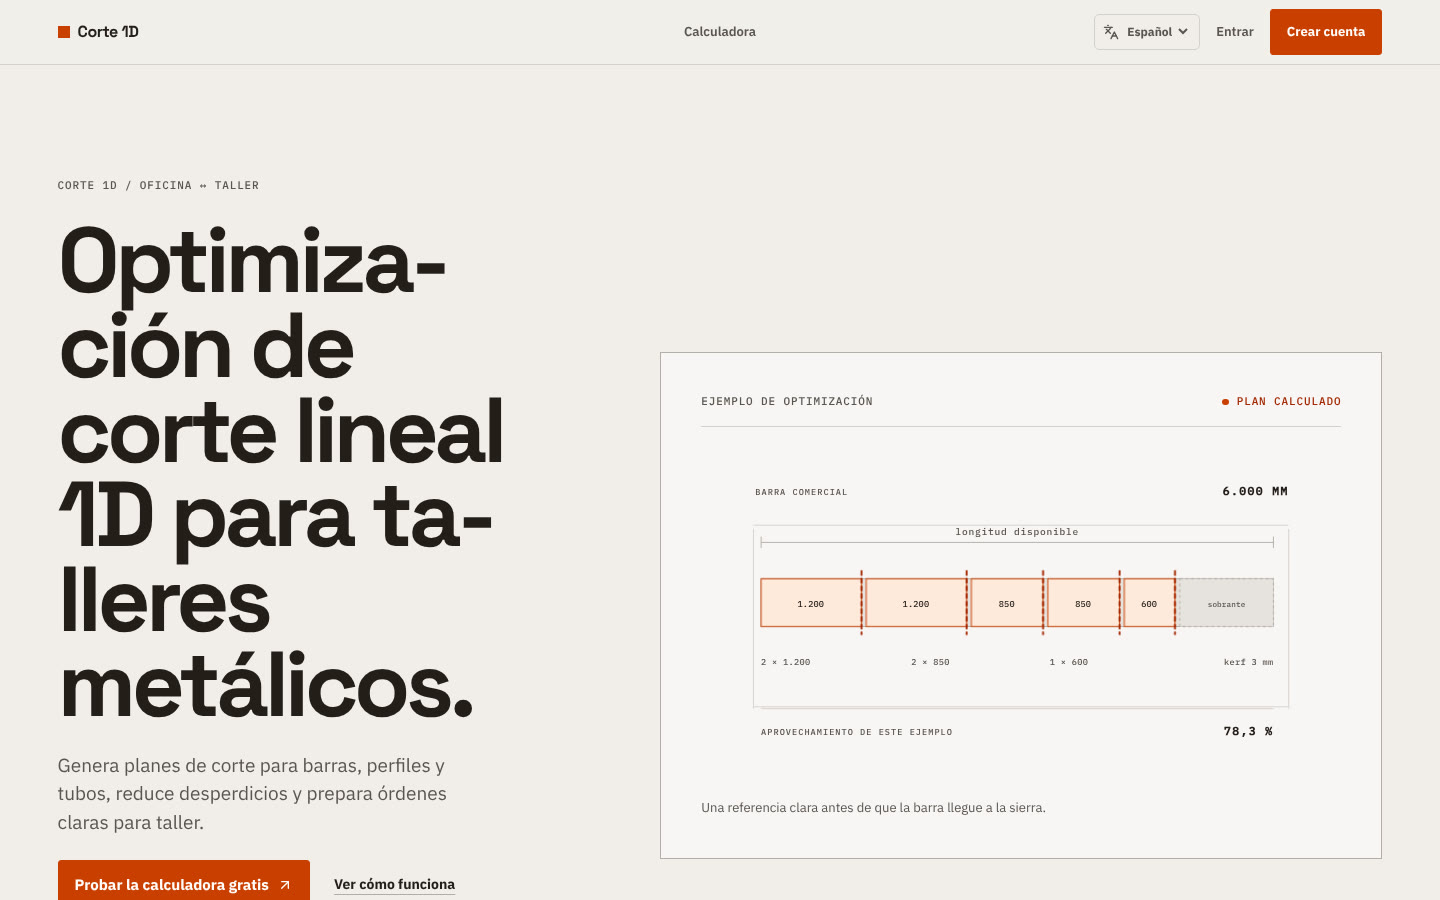 Corte 1D
Calculadora
Español
Entrar
Crear cuenta
CORTE 1D / OFICINA ↔ TALLER
Optimiza-
ción de
corte lineal
1D para ta-
lleres
metálicos.
Genera planes de corte para barras, perfiles y
tubos, reduce desperdicios y prepara órdenes
claras para taller.
Probar la calculadora gratis
Ver cómo funciona
EJEMPLO DE OPTIMIZACIÓN
PLAN CALCULADO
BARRA COMERCIAL
6.000 MM
longitud disponible
1.200
1.200
850
850
600
sobrante
2 × 1.200
2 × 850
1 × 600
kerf 3 mm
APROVECHAMIENTO DE ESTE EJEMPLO
78,3 %
Una referencia clara antes de que la barra llegue a la sierra.